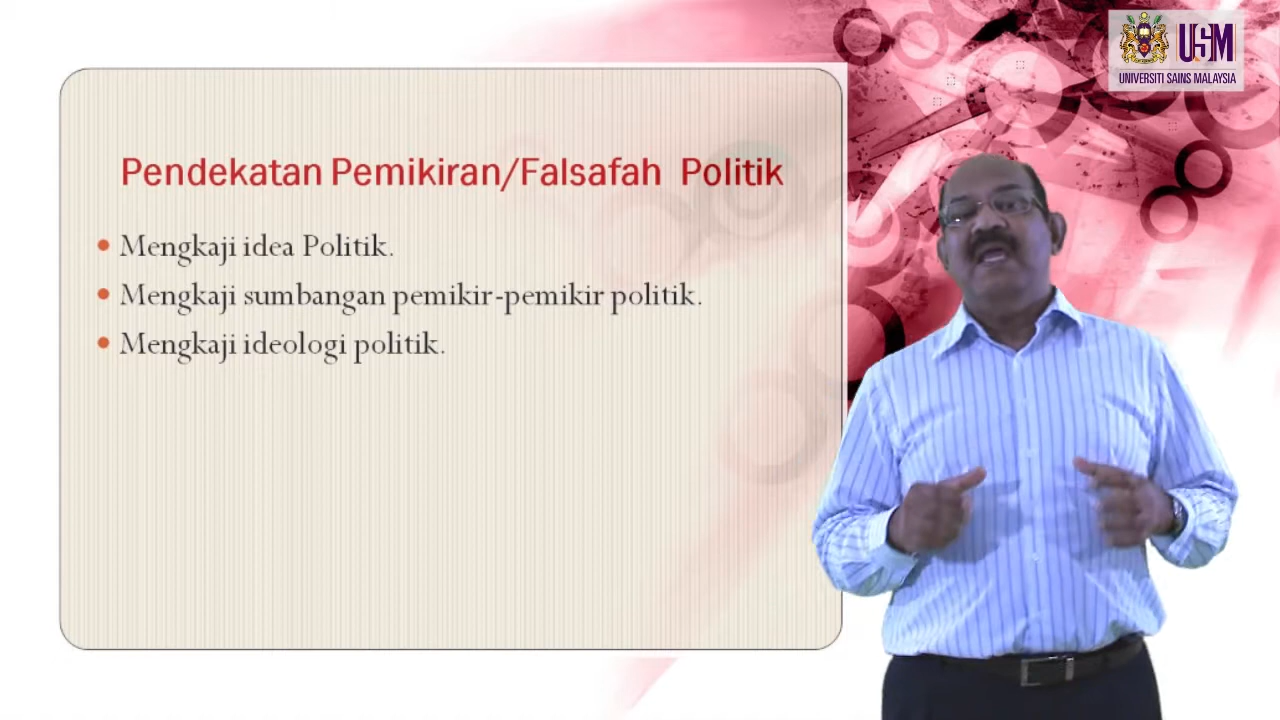 USM
UNIVERSITI SAINS MALAYSIA
Pendekatan Pemikiran/Falsafah Politik
Mengkaji idea Politik.
Mengkaji sumbangan pemikir-pemikir politik.
Mengkaji ideologi politik.